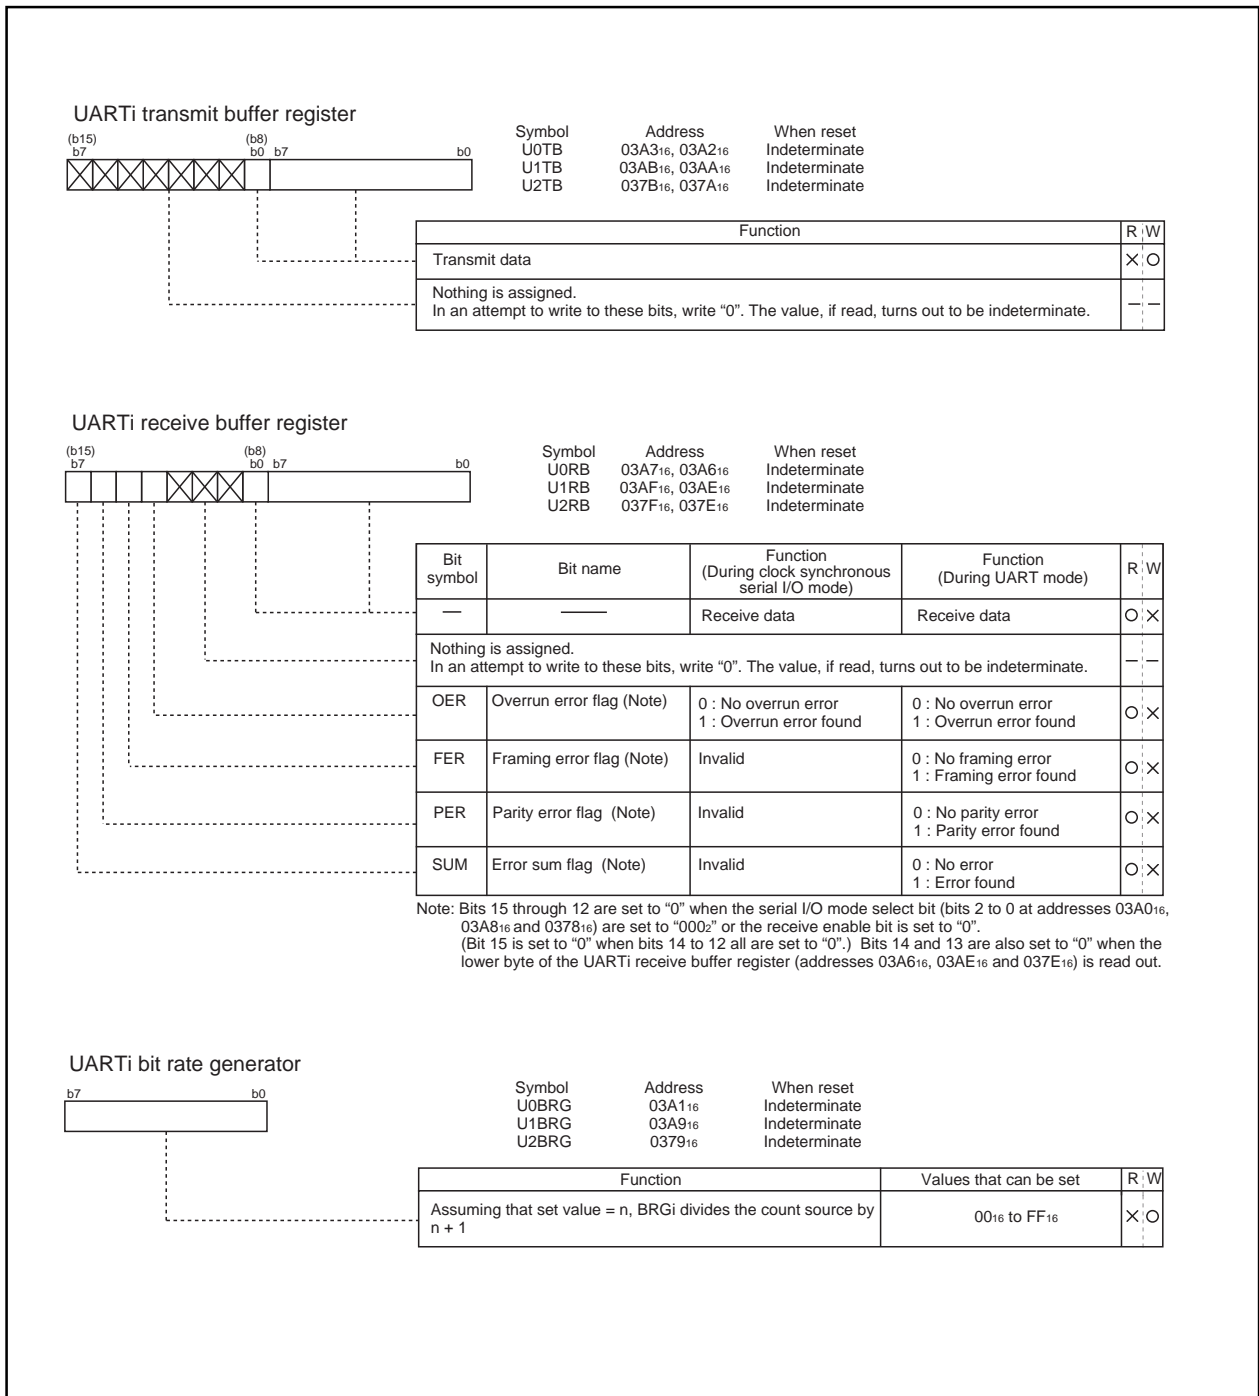 UARTi transmit buffer register
(b15) (b8)
b7 b0 b7 b0
Symbol Address When reset
U0TB 03A316, 03A216 Indeterminate
U1TB 03AB16, 03AA16 Indeterminate
U2TB 037B16, 037A16 Indeterminate
Function R W
Transmit data X O
Nothing is assigned.
In an attempt to write to these bits, write “0”. The value, if read, turns out to be indeterminate. — —
UARTi receive buffer register
(b15) (b8)
b7 b0 b7 b0
Symbol Address When reset
U0RB 03A716, 03A616 Indeterminate
U1RB 03AF16, 03AE16 Indeterminate
U2RB 037F16, 037E16 Indeterminate
Bit symbol Bit name Function (During clock synchronous serial I/O mode) Function (During UART mode) R W
— — Receive data Receive data O X
Nothing is assigned.
In an attempt to write to these bits, write “0”. The value, if read, turns out to be indeterminate. — —
OER Overrun error flag (Note) 0 : No overrun error 0 : No overrun error O X
1 : Overrun error found 1 : Overrun error found
FER Framing error flag (Note) Invalid 0 : No framing error O X
1 : Framing error found
PER Parity error flag (Note) Invalid 0 : No parity error O X
1 : Parity error found
SUM Error sum flag (Note) Invalid 0 : No error O X
1 : Error found
Note: Bits 15 through 12 are set to “0” when the serial I/O mode select bit (bits 2 to 0 at addresses 03A016,
03A816 and 037816) are set to “0002” or the receive enable bit is set to “0”.
(Bit 15 is set to “0” when bits 14 to 12 all are set to “0”.) Bits 14 and 13 are also set to “0” when the
lower byte of the UARTi receive buffer register (addresses 03A616, 03AE16 and 037E16) is read out.
UARTi bit rate generator
b7 b0
Symbol Address When reset
U0BRG 03A116 Indeterminate
U1BRG 03A916 Indeterminate
U2BRG 037916 Indeterminate
Function Values that can be set R W
Assuming that set value = n, BRGi divides the count source by 0016 to FF16 X O
n + 1